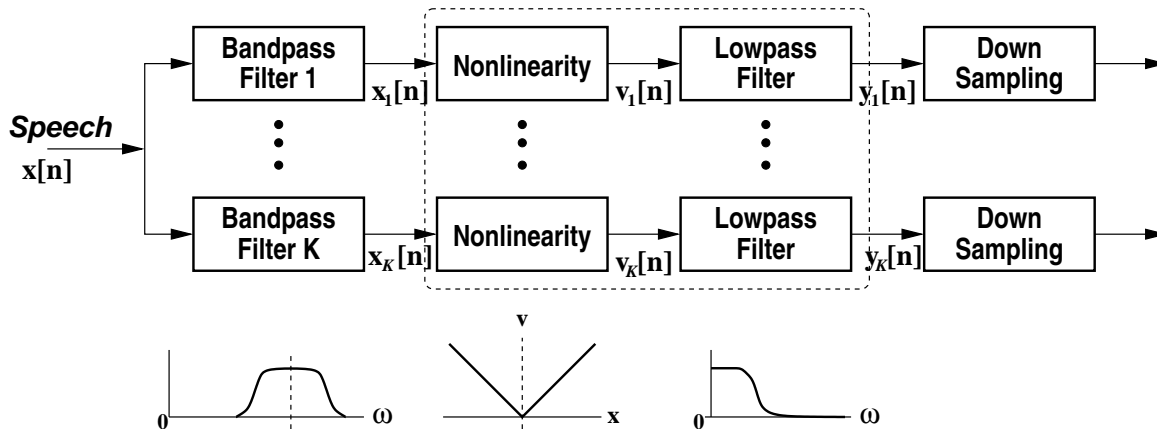 Bandpass
Filter 1
x1[n]
Nonlinearity
v1[n]
Lowpass
Filter
y1[n]
Down
Sampling
Speech
x[n]
Bandpass
Filter K
xK[n]
Nonlinearity
vK[n]
Lowpass
Filter
yK[n]
Down
Sampling
0
ω
v
x
0
ω